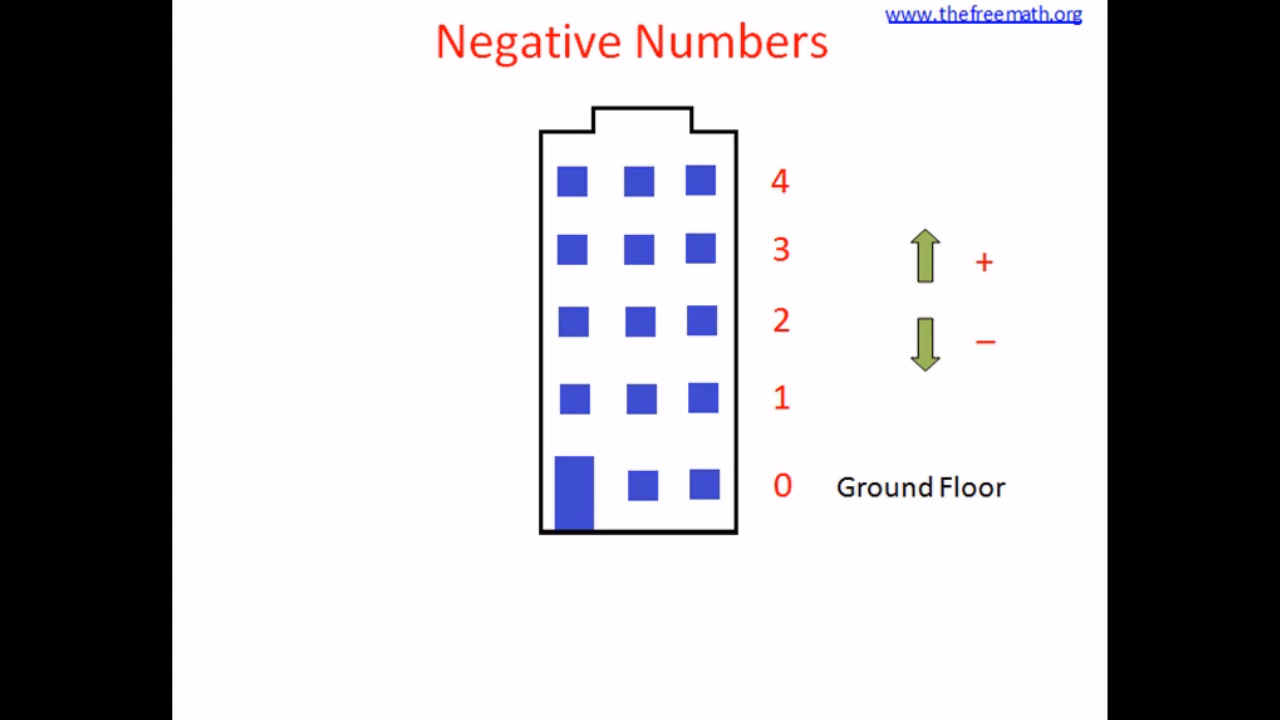 www.thefreemath.org
Negative Numbers
4
3
+
2
–
1
0 Ground Floor